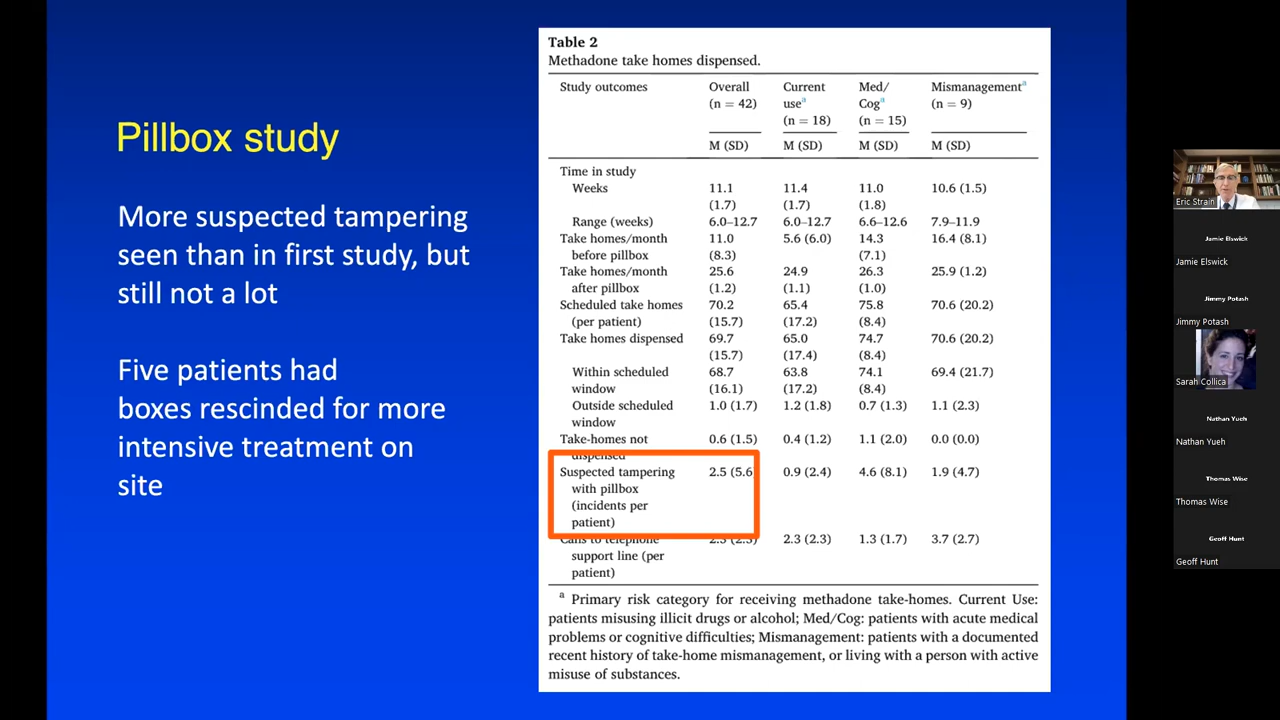 Pillbox study
More suspected tampering
seen than in first study, but
still not a lot
Five patients had
boxes rescinded for more
intensive treatment on
site
Table 2
Methadone take homes dispensed.
Study outcomes Overall (n = 42) Current use^a (n = 18) Med/Cog^a (n = 15) Mismanagement^a (n = 9)
M (SD) M (SD) M (SD) M (SD)
Time in study
Weeks 11.1 (1.7) 11.4 (1.7) 11.0 (1.8) 10.6 (1.5)
Range (weeks) 6.0–12.7 6.0–12.7 6.6–12.6 7.9–11.9
Take homes/month before pillbox 11.0 (8.3) 5.6 (6.0) 14.3 (7.1) 16.4 (8.1)
Take homes/month after pillbox 25.6 (1.2) 24.9 (1.1) 26.3 (1.0) 25.9 (1.2)
Scheduled take homes (per patient) 70.2 (15.7) 65.4 (17.2) 75.8 (8.4) 70.6 (20.2)
Take homes dispensed 69.7 (15.7) 65.0 (17.4) 74.7 (8.4) 70.6 (20.2)
Within scheduled window 68.7 (16.1) 63.8 (17.2) 74.1 (8.4) 69.4 (21.7)
Outside scheduled window 1.0 (1.7) 1.2 (1.8) 0.7 (1.3) 1.1 (2.3)
Take-homes not dispensed 0.6 (1.5) 0.4 (1.2) 1.1 (2.0) 0.0 (0.0)
Suspected tampering with pillbox (incidents per patient) 2.5 (5.6 0.9 (2.4) 4.6 (8.1) 1.9 (4.7)
Calls to telephone support line (per patient) 2.3 (2.5) 2.3 (2.3) 1.3 (1.7) 3.7 (2.7)
^a Primary risk category for receiving methadone take-homes. Current Use:
patients misusing illicit drugs or alcohol; Med/Cog: patients with acute medical
problems or cognitive difficulties; Mismanagement: patients with a documented
recent history of take-home mismanagement, or living with a person with active
misuse of substances.
Eric Strain
Jamie Elswick
Jamie Elswick
Jimmy Potash
Jimmy Potash
Sarah Collica
Nathan Yueh
Nathan Yueh
Thomas Wise
Thomas Wise
Geoff Hunt
Geoff Hunt